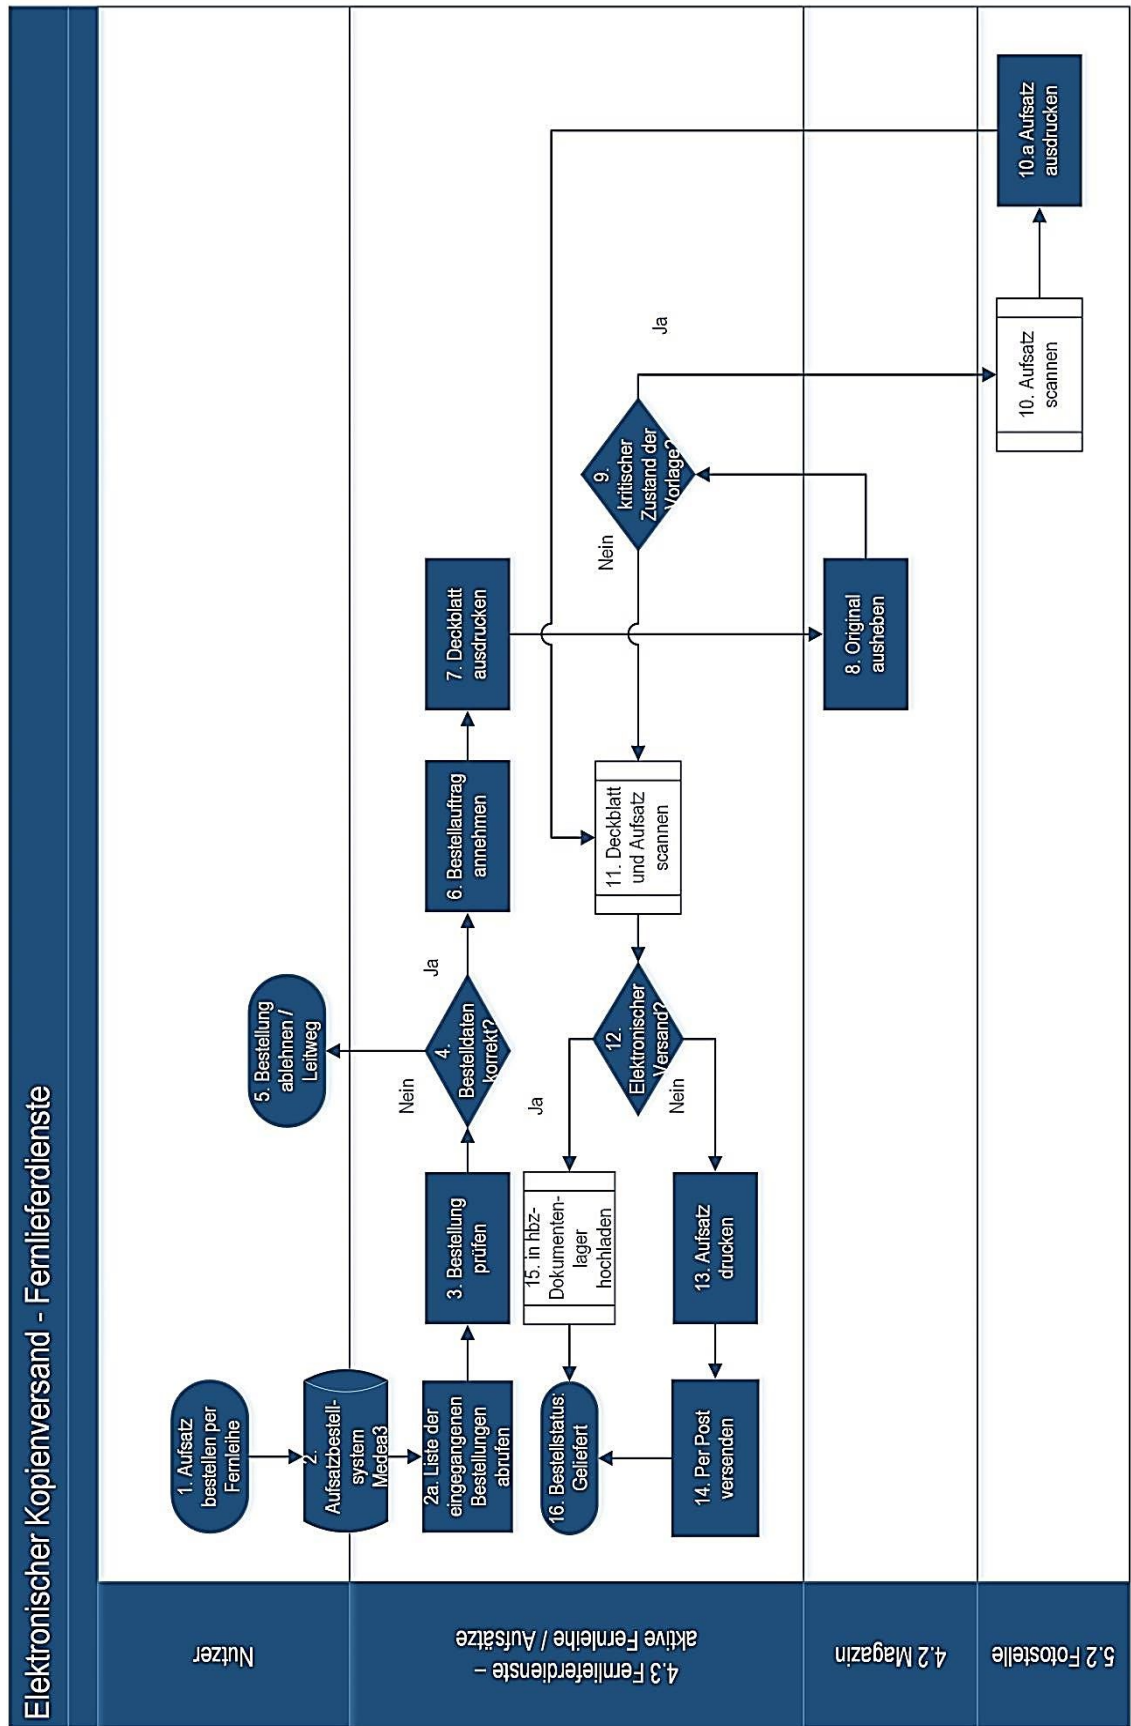 Elektronischer Kopienversand - Fernlieferdienste
Nutzer
1. Aufsatz
bestellen per
Fernleihe
2.
Aufsatzbestell-
system
Medea3
5. Bestellung
ablehnen /
Leitweg
4.3 Fernlieferdienste –
aktive Fernleihe / Aufsätze
2a. Liste der
eingegangenen
Bestellungen
abrufen
3. Bestellung
prüfen
4.
Bestelldaten
korrekt?
Nein
Ja
6. Bestellauftrag
annehmen
7. Deckblatt
ausdrucken
16. Bestellstatus:
Geliefert
15. in hbz-
Dokumenten-
lager
hochladen
Ja
12.
Elektronischer
Versand?
Nein
11. Deckblatt
und Aufsatz
scannen
Nein
9.
kritischer
Zustand der
Vorlage?
Ja
14. Per Post
versenden
13. Aufsatz
drucken
4.2 Magazin
8. Original
ausheben
5.2 Fotostelle
10. Aufsatz
scannen
10.a Aufsatz
ausdrucken